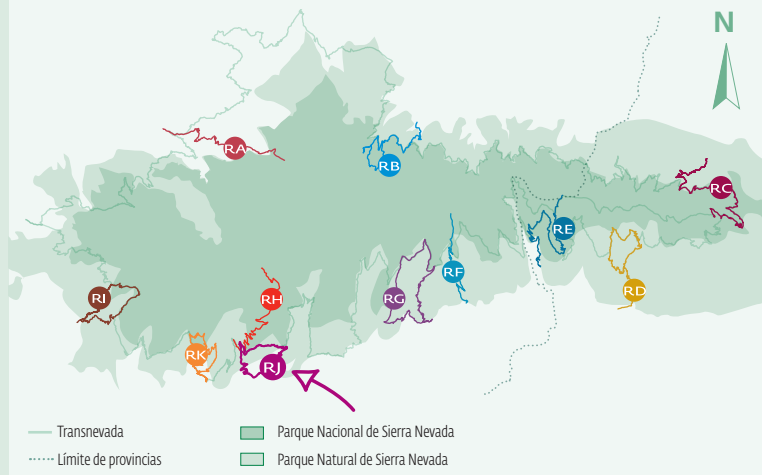 N
RA
RB
RC
RE
RF
RD
RI
RH
RG
RK
RJ
Transnevada
Parque Nacional de Sierra Nevada
Límite de provincias
Parque Natural de Sierra Nevada